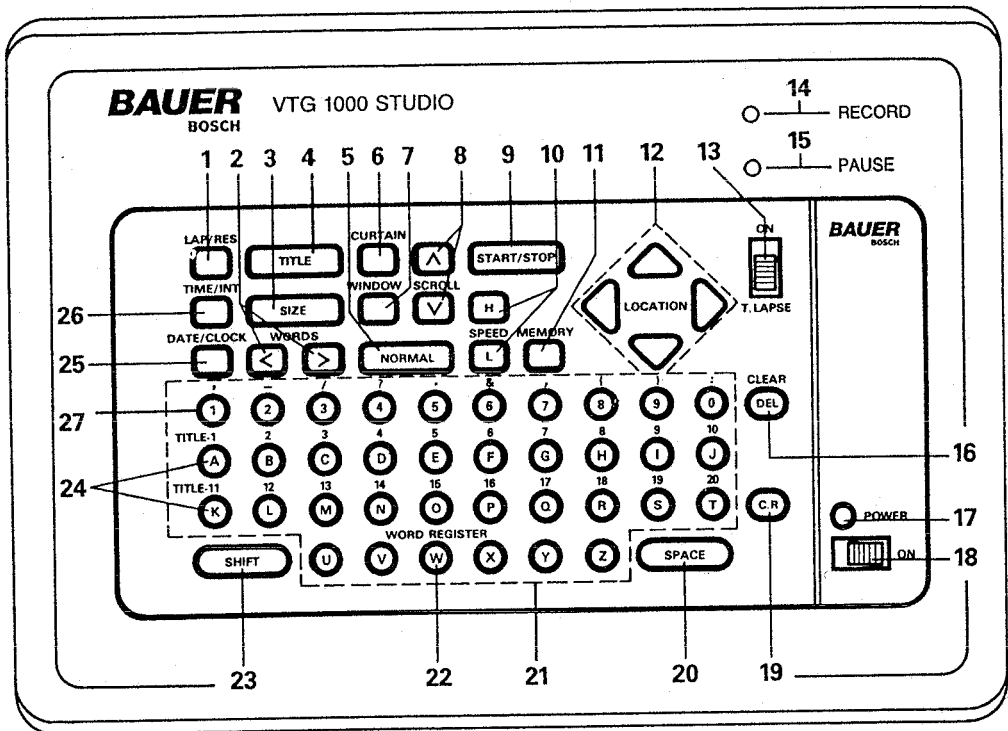 BAUER
BOSCH
VTG 1000 STUDIO
14
RECORD
15
PAUSE
1 2 3 4 5 6 7 8 9 10 11 12 13
BAUER
BOSCH
LAP/RES
TITLE
CURTAIN
^
START/STOP
ON
T.LAPSE
TIME/INT
SIZE
WINDOW
SCROLL
V
H
LOCATION
26
DATE/CLOCK
WORDS
< >
NORMAL
SPEED
L
MEMORY
25
&
1 2 3 4 5 6 7 8 9 0
CLEAR
DEL
27
16
TITLE-1 2 3 4 5 6 7 8 9 10
A B C D E F G H I J
24
TITLE-11 12 13 14 15 16 17 18 19 20
K L M N O P Q R S T
C.R
POWER
17
WORD REGISTER
SHIFT
U V W X Y Z
SPACE
ON
18
23 22 21 20 19